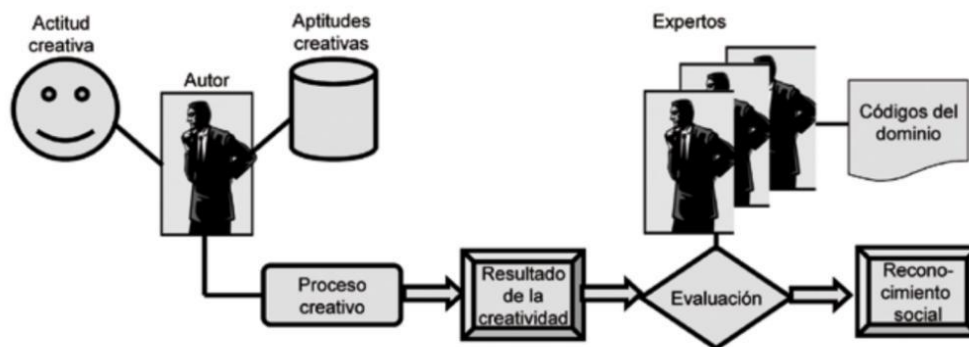 Actitud
creativa
Aptitudes
creativas
Autor
Expertos
Códigos del
dominio
Proceso
creativo
Resultado
de la
creatividad
Evaluación
Recono-
cimiento
social